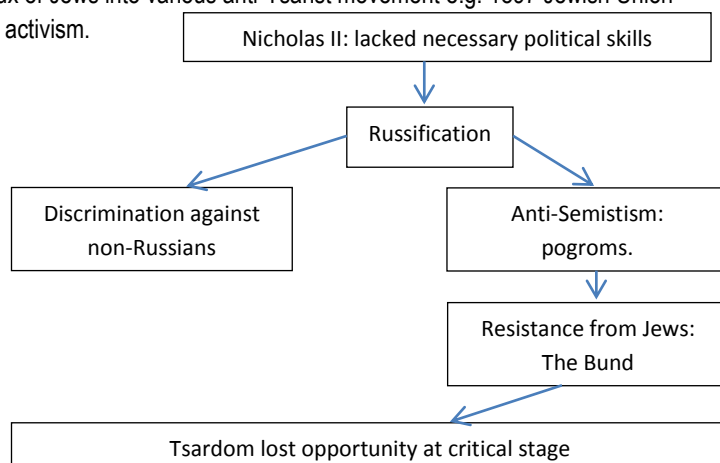 ux of Jews into various anti-Tsarist movement e.g. 1897 Jewish Union
activism.
Nicholas II: lacked necessary political skills
Russification
Discrimination against
non-Russians
Anti-Semistism:
pogroms.
Resistance from Jews:
The Bund
Tsardom lost opportunity at critical stage